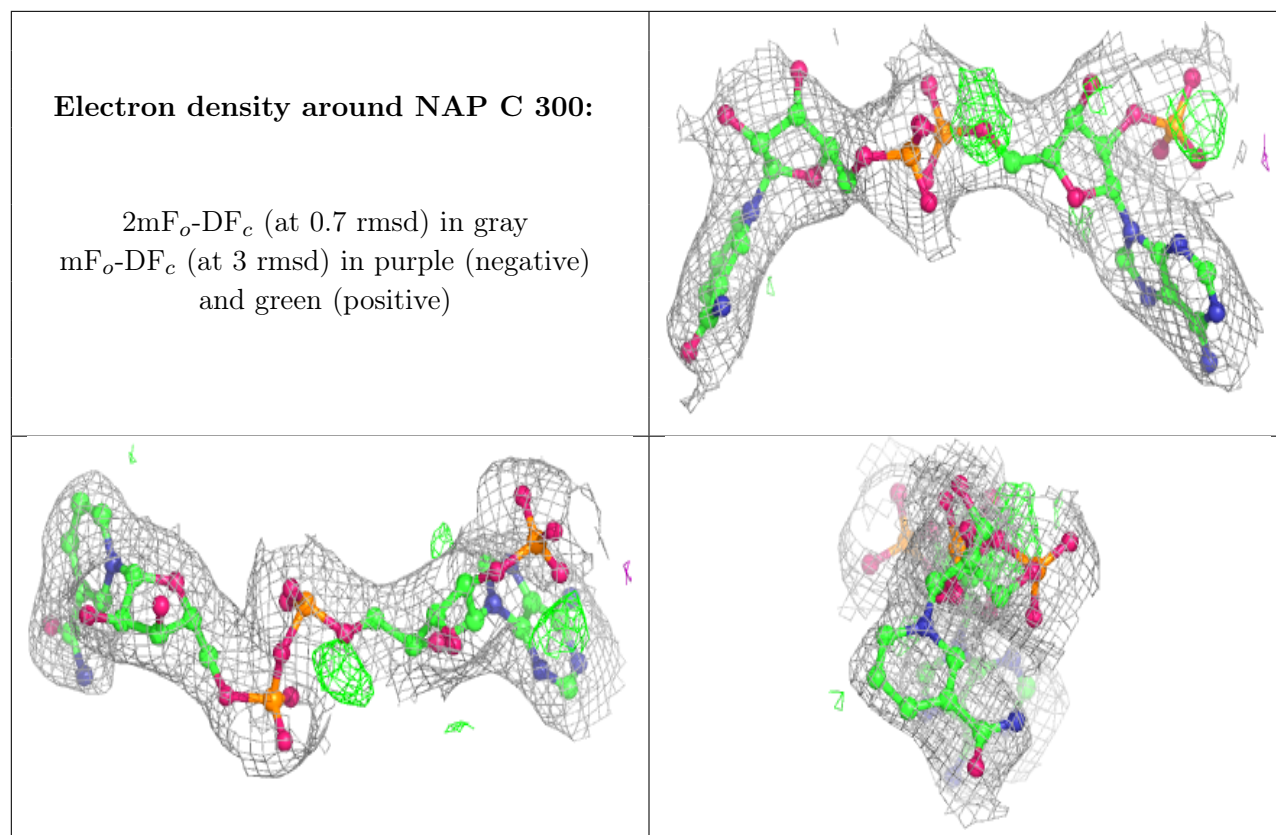 Electron density around NAP C 300:
2mFₒ-DF𝒸 (at 0.7 rmsd) in gray
mFₒ-DF𝒸 (at 3 rmsd) in purple (negative)
and green (positive)